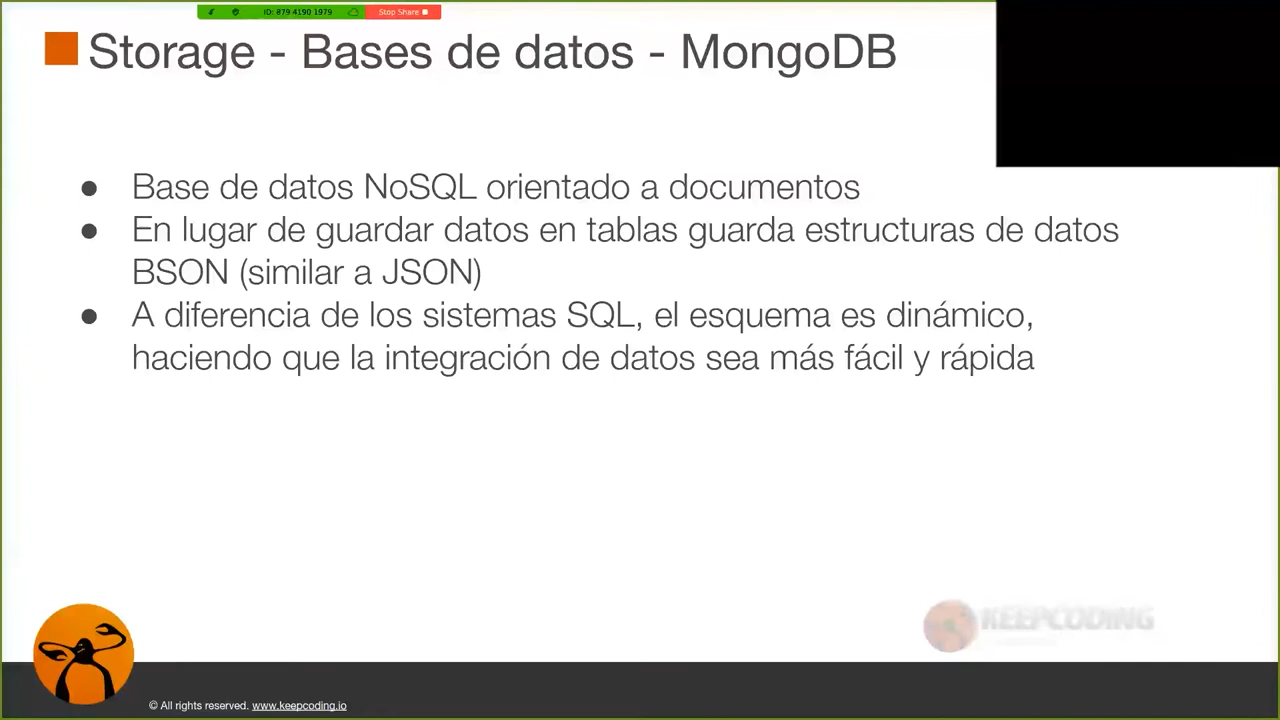 ID: 879 4190 1979 Stop Share
Storage - Bases de datos - MongoDB
● Base de datos NoSQL orientado a documentos
● En lugar de guardar datos en tablas guarda estructuras de datos
BSON (similar a JSON)
● A diferencia de los sistemas SQL, el esquema es dinámico,
haciendo que la integración de datos sea más fácil y rápida
KEEPCODING
© All rights reserved. www.keepcoding.io